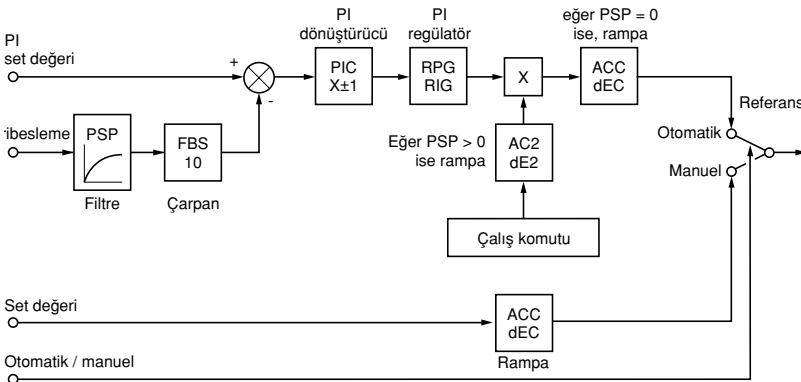 PI
set değeri
+
-
PI
dönüştürücü
PIC
X±1
PI
regülatör
RPG
RIG
X
eğer PSP = 0
ise, rampa
ACC
dEC
Referans
ribesleme
PSP
Filtre
FBS
10
Çarpan
Eğer PSP > 0
ise rampa
AC2
dE2
Otomatik
Manuel
Çalış komutu
Set değeri
ACC
dEC
Rampa
Otomatik / manuel